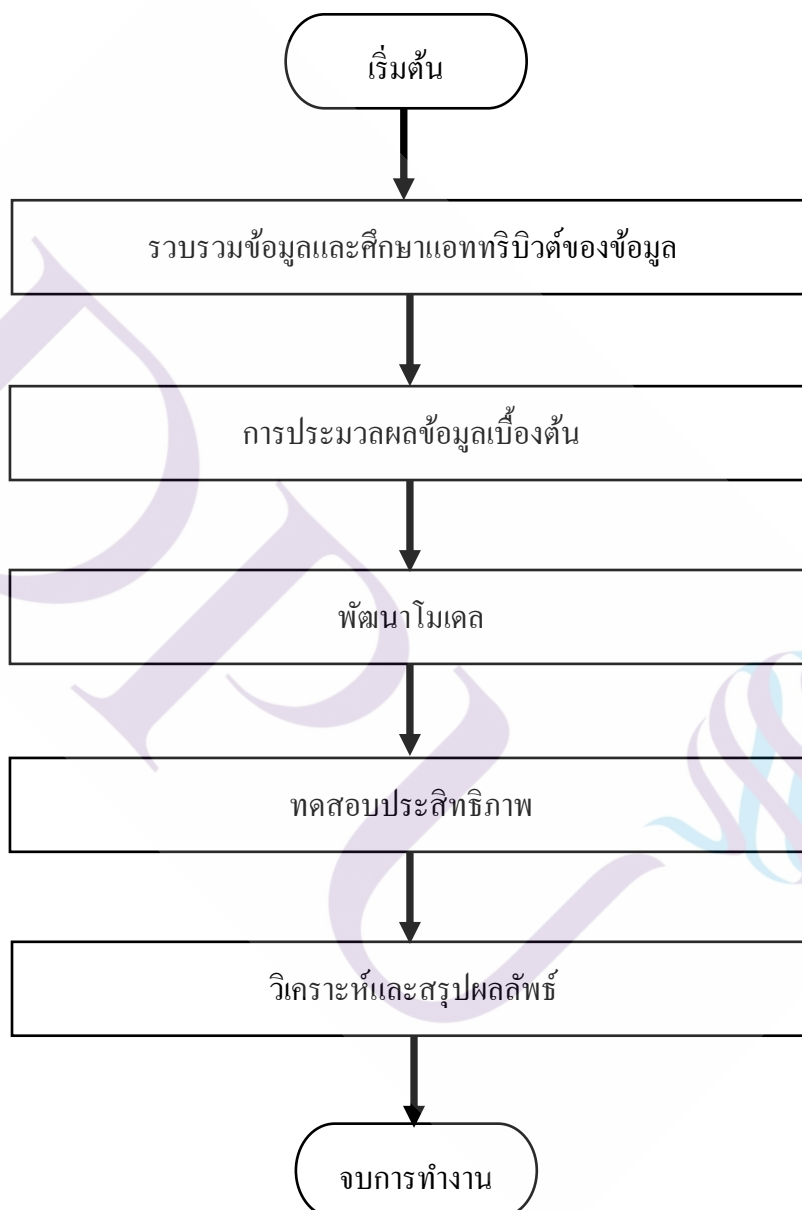 เริ่มต้น
รวบรวมข้อมูลและศึกษาแอททริบิวต์ของข้อมูล
การประมวลผลข้อมูลเบื้องต้น
พัฒนาโมเดล
ทดสอบประสิทธิภาพ
วิเคราะห์และสรุปผลลัพธ์
จบการทำงาน
DPU